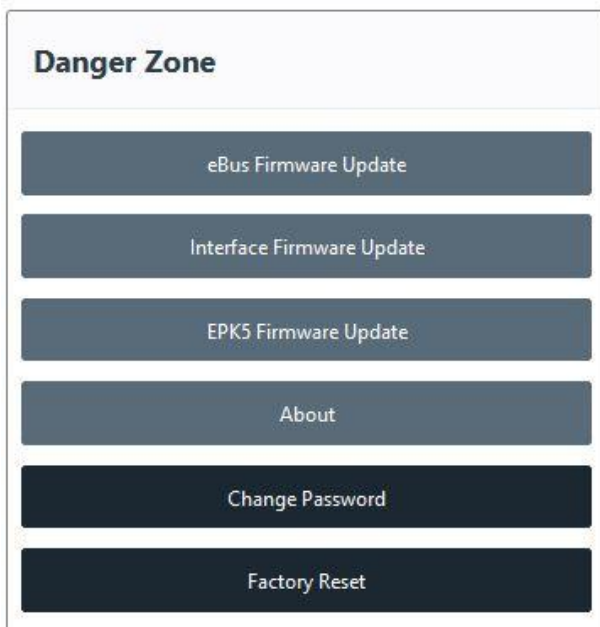 Danger Zone
eBus Firmware Update
Interface Firmware Update
EPK5 Firmware Update
About
Change Password
Factory Reset